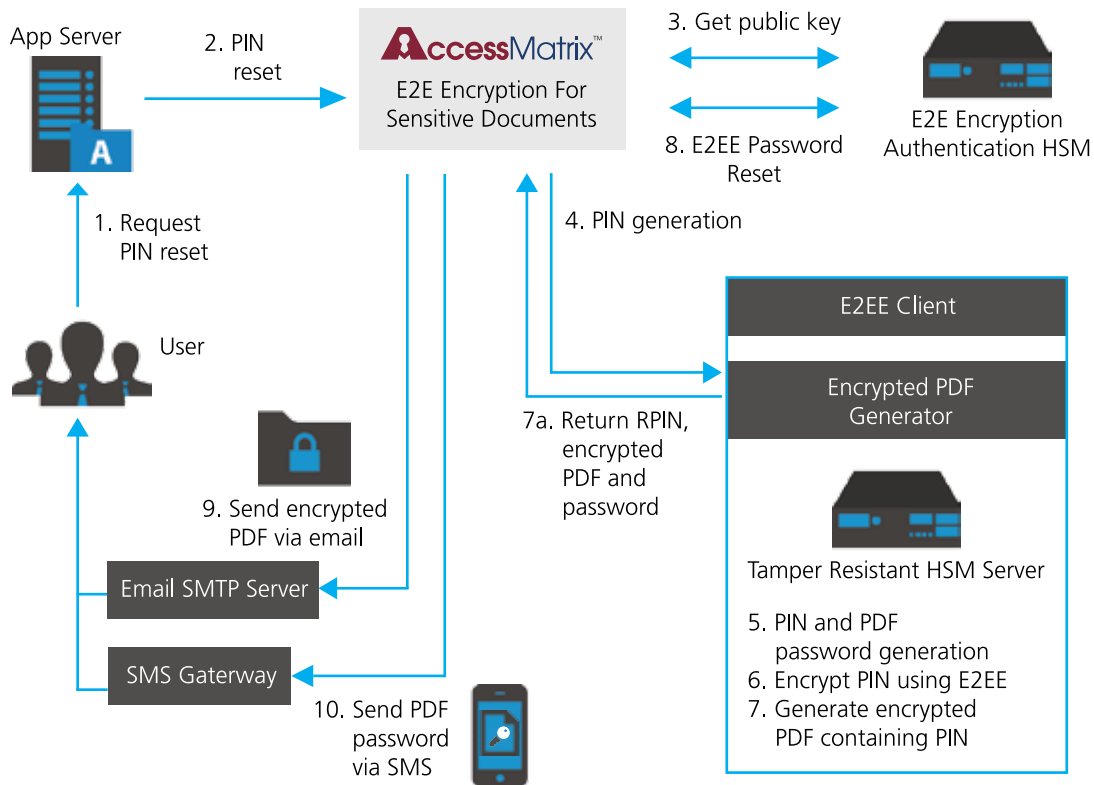 App Server
2. PIN
reset
AccessMatrix™
E2E Encryption For
Sensitive Documents
3. Get public key
8. E2EE Password
Reset
E2E Encryption
Authentication HSM
A
1. Request
PIN reset
User
4. PIN generation
E2EE Client
Encrypted PDF
Generator
7a. Return RPIN,
encrypted
PDF and
password
Tamper Resistant HSM Server
5. PIN and PDF
password generation
6. Encrypt PIN using E2EE
7. Generate encrypted
PDF containing PIN
9. Send encrypted
PDF via email
Email SMTP Server
SMS Gaterway
10. Send PDF
password
via SMS